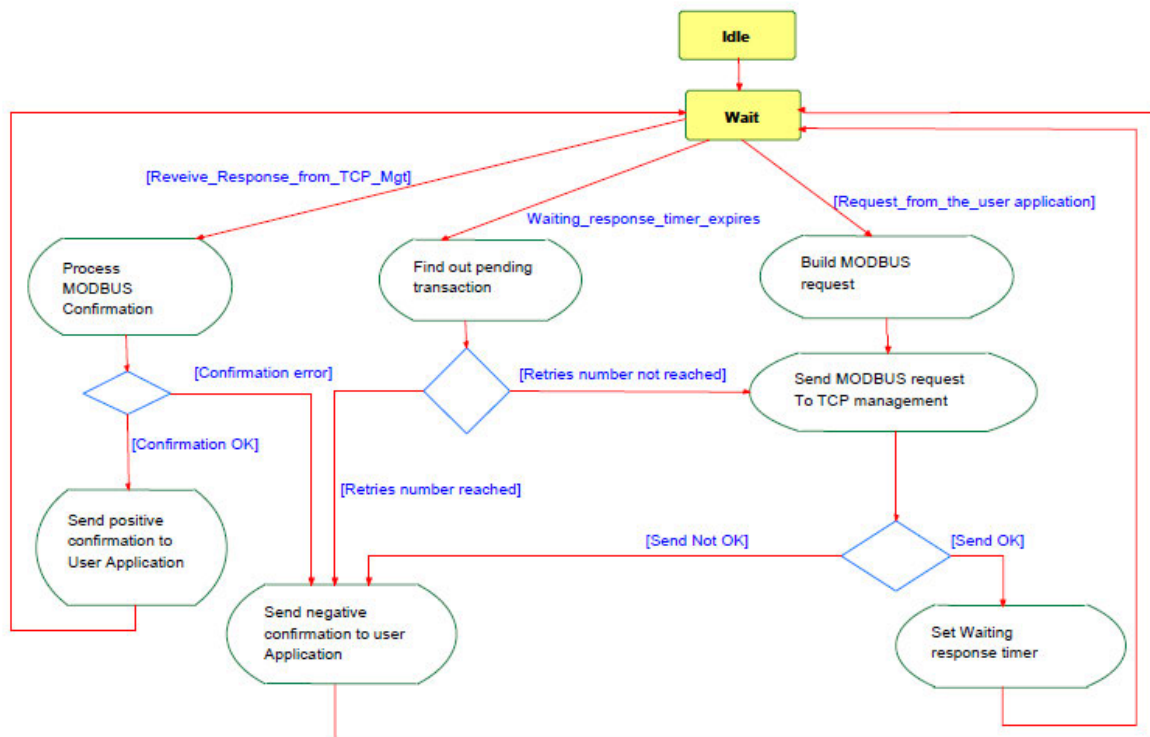 Idle
Wait
[Reveive_Response_from_TCP_Mgt]
Waiting_response_timer_expires
[Request_from_the_user application]
Process
MODBUS
Confirmation
Find out pending
transaction
Build MODBUS
request
[Confirmation error]
[Retries number not reached]
Send MODBUS request
To TCP management
[Confirmation OK]
[Retries number reached]
Send positive
confirmation to
User Application
[Send Not OK]
[Send OK]
Send negative
confirmation to user
Application
Set Waiting
response timer